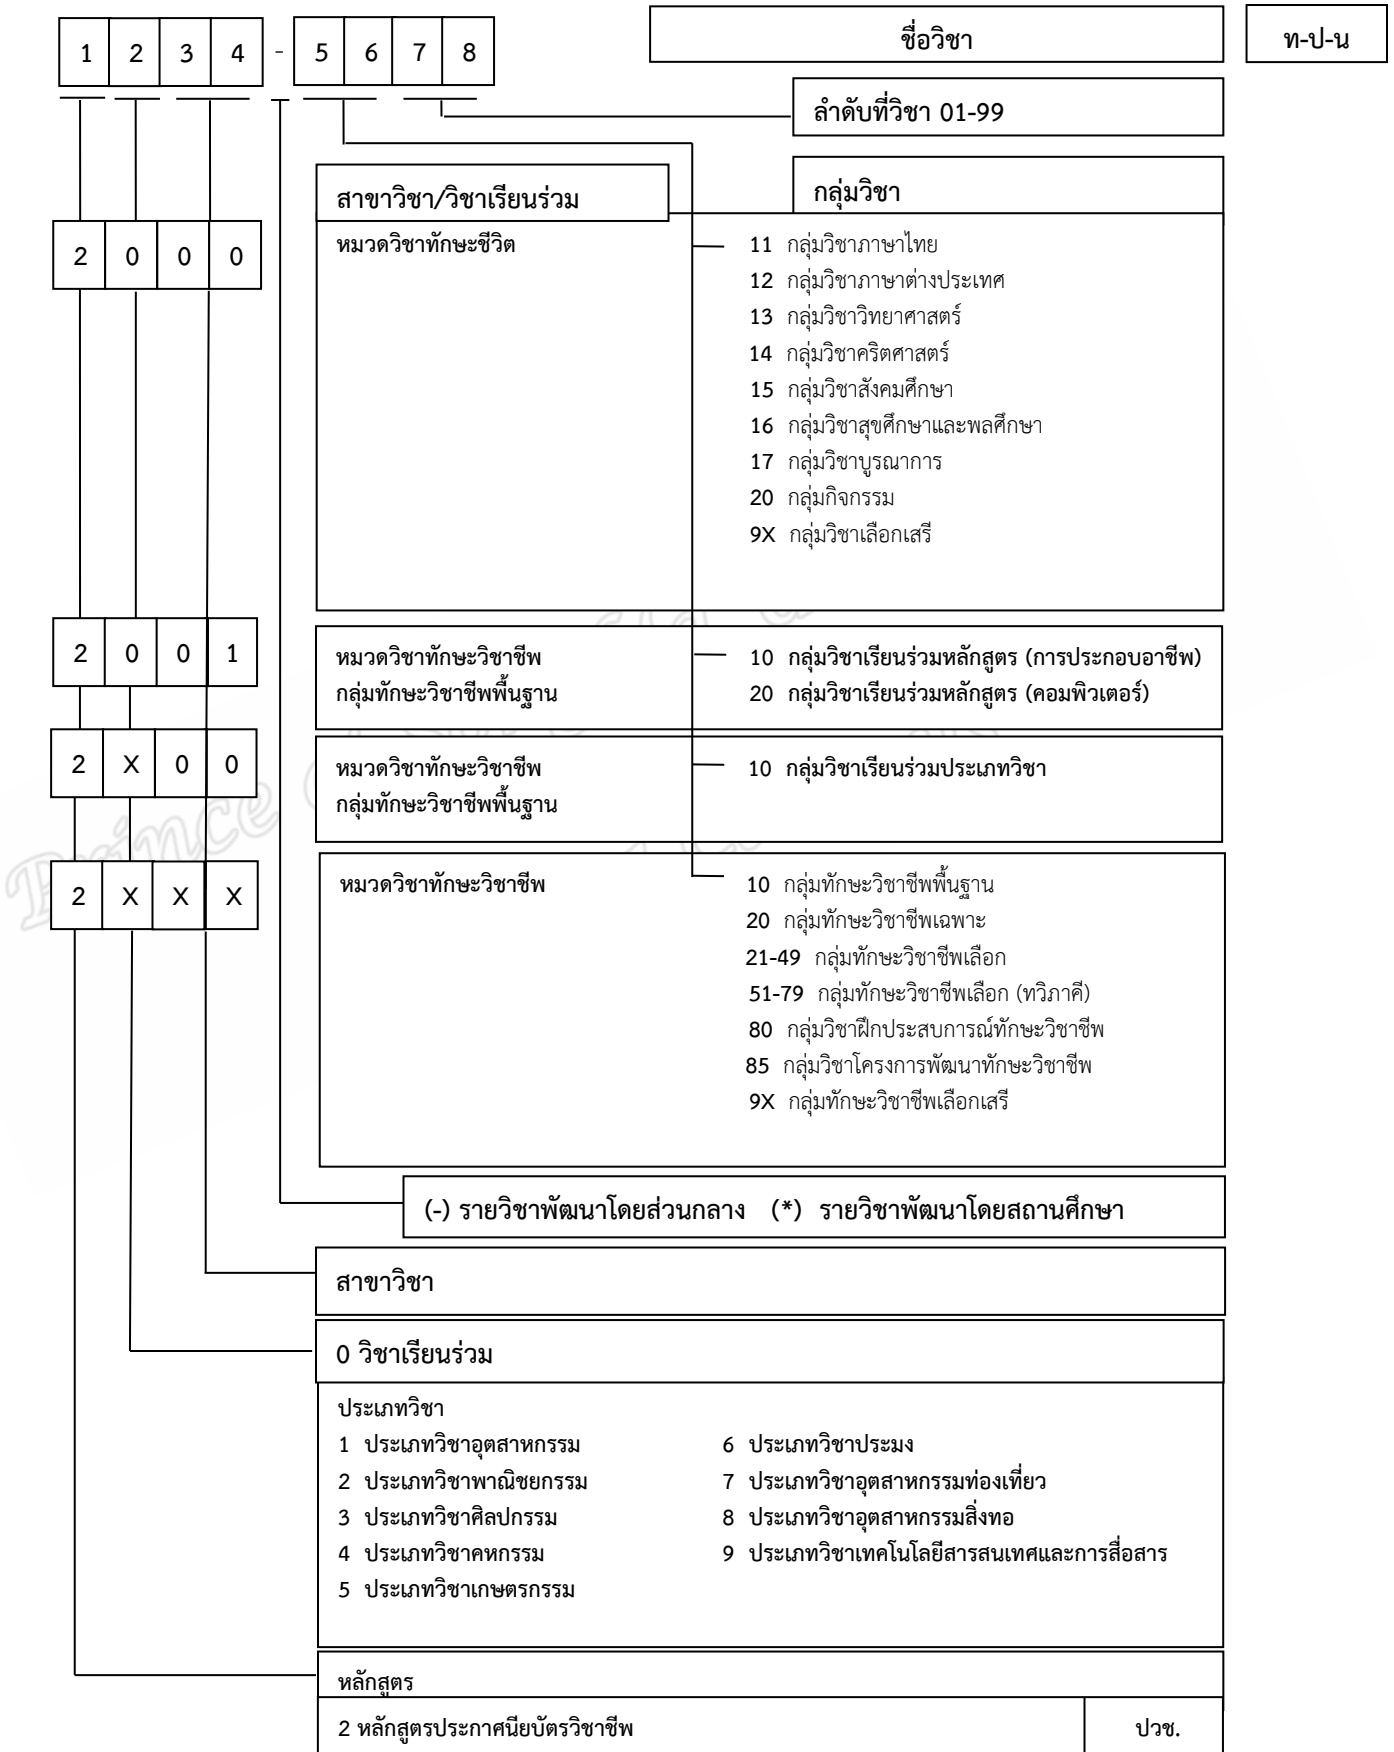 1 2 3 4 - 5 6 7 8 ชื่อวิชา ท-ป-น
ลำดับที่วิชา 01-99
สาขาวิชา/วิชาเรียนร่วม กลุ่มวิชา
2 0 0 0 หมวดวิชาทักษะชีวิต 11 กลุ่มวิชาภาษาไทย
12 กลุ่มวิชาภาษาต่างประเทศ
13 กลุ่มวิชาวิทยาศาสตร์
14 กลุ่มวิชาคริตศาสตร์
15 กลุ่มวิชาสังคมศึกษา
16 กลุ่มวิชาสุขศึกษาและพลศึกษา
17 กลุ่มวิชาบูรณาการ
20 กลุ่มกิจกรรม
9X กลุ่มวิชาเลือกเสรี
2 0 0 1 หมวดวิชาทักษะวิชาชีพ 10 กลุ่มวิชาเรียนร่วมหลักสูตร (การประกอบอาชีพ)
กลุ่มทักษะวิชาชีพพื้นฐาน 20 กลุ่มวิชาเรียนร่วมหลักสูตร (คอมพิวเตอร์)
2 X 0 0 หมวดวิชาทักษะวิชาชีพ 10 กลุ่มวิชาเรียนร่วมประเภทวิชา
กลุ่มทักษะวิชาชีพพื้นฐาน
2 X X X หมวดวิชาทักษะวิชาชีพ 10 กลุ่มทักษะวิชาชีพพื้นฐาน
20 กลุ่มทักษะวิชาชีพเฉพาะ
21-49 กลุ่มทักษะวิชาชีพเลือก
51-79 กลุ่มทักษะวิชาชีพเลือก (ทวิภาคี)
80 กลุ่มวิชาฝึกประสบการณ์ทักษะวิชาชีพ
85 กลุ่มวิชาโครงการพัฒนาทักษะวิชาชีพ
9X กลุ่มทักษะวิชาชีพเลือกเสรี
(-) รายวิชาพัฒนาโดยส่วนกลาง (*) รายวิชาพัฒนาโดยสถานศึกษา
สาขาวิชา
0 วิชาเรียนร่วม
ประเภทวิชา
1 ประเภทวิชาอุตสาหกรรม 6 ประเภทวิชาประมง
2 ประเภทวิชาพาณิชยกรรม 7 ประเภทวิชาอุตสาหกรรมท่องเที่ยว
3 ประเภทวิชาศิลปกรรม 8 ประเภทวิชาอุตสาหกรรมสิ่งทอ
4 ประเภทวิชาคหกรรม 9 ประเภทวิชาเทคโนโลยีสารสนเทศและการสื่อสาร
5 ประเภทวิชาเกษตรกรรม
หลักสูตร
2 หลักสูตรประกาศนียบัตรวิชาชีพ ปวช.
Prince